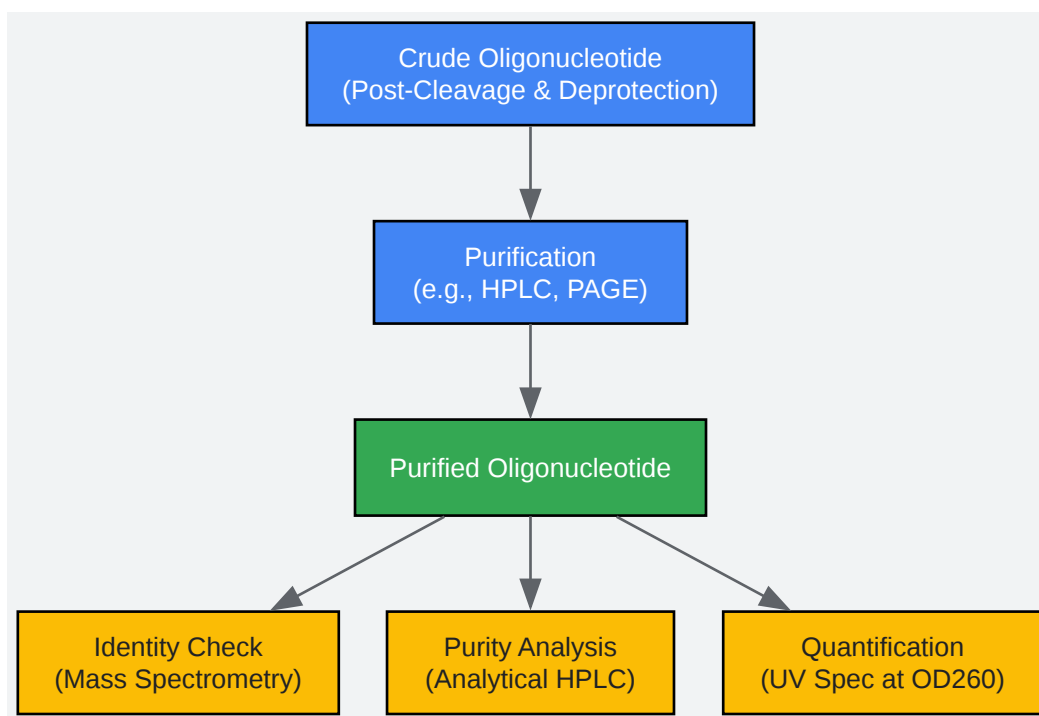 Crude Oligonucleotide
(Post-Cleavage & Deprotection)
Purification
(e.g., HPLC, PAGE)
Purified Oligonucleotide
Identity Check
(Mass Spectrometry)
Purity Analysis
(Analytical HPLC)
Quantification
(UV Spec at OD260)